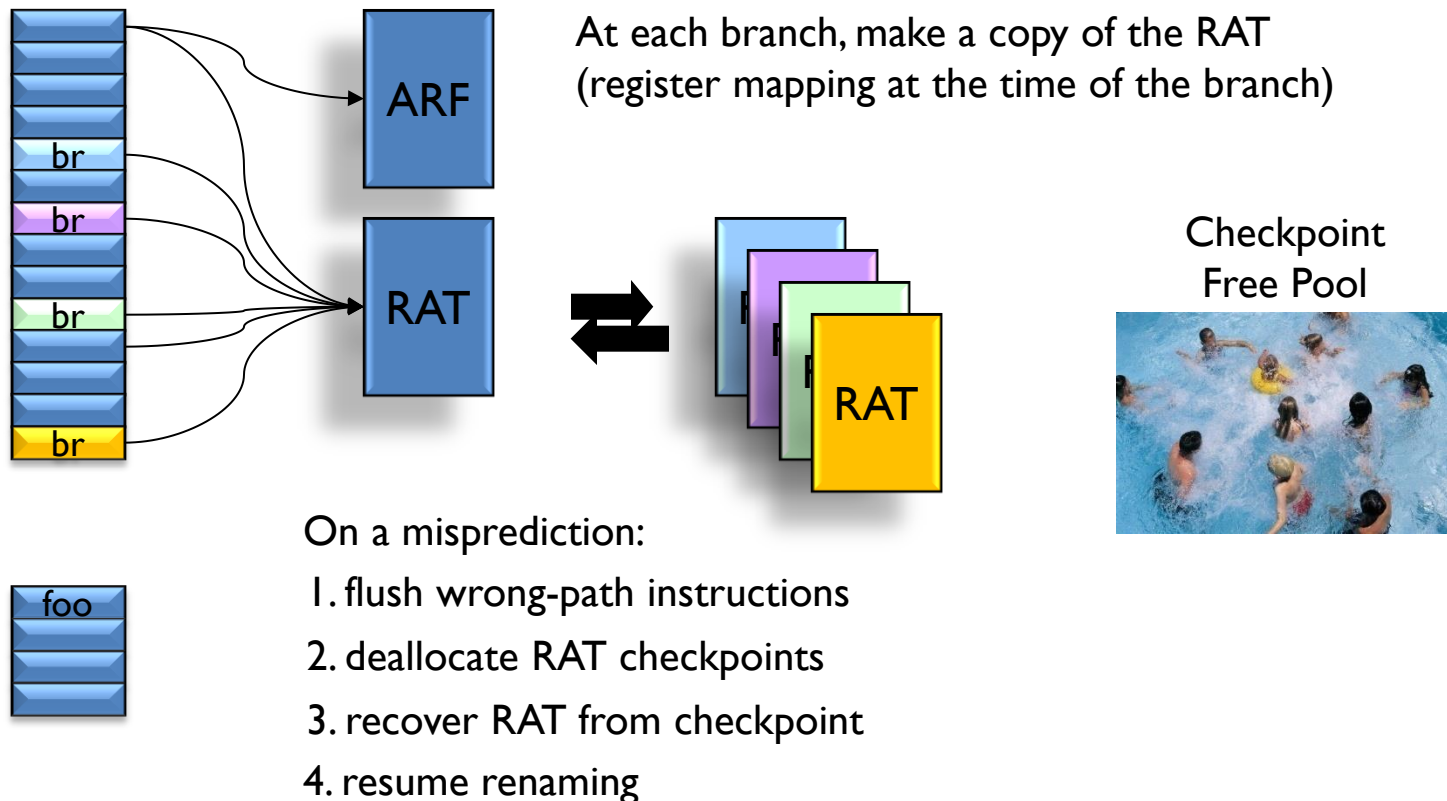 At each branch, make a copy of the RAT
(register mapping at the time of the branch)
ARF
br
br
RAT
br
br
RAT
Checkpoint
Free Pool
On a misprediction:
1. flush wrong-path instructions
2. deallocate RAT checkpoints
3. recover RAT from checkpoint
4. resume renaming
foo